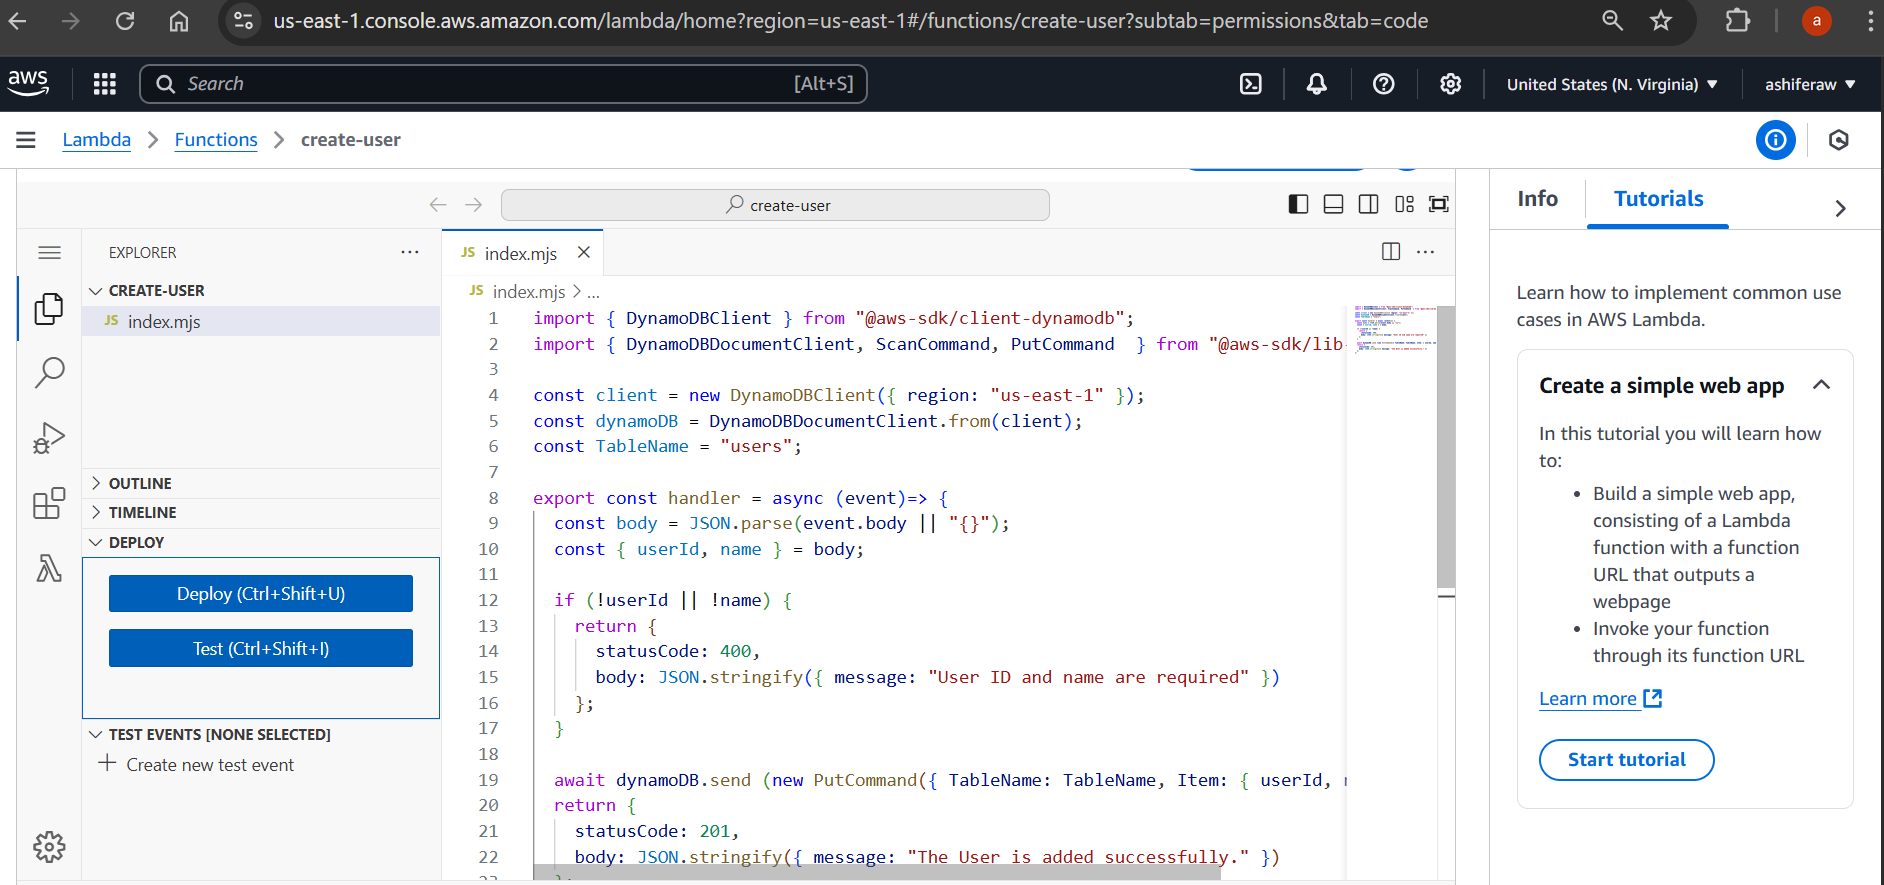 us-east-1.console.aws.amazon.com/lambda/home?region=us-east-1#/functions/create-user?subtab=permissions&tab=code
a
aws
Search
[Alt+S]
United States (N. Virginia)
ashiferaw
Lambda
Functions
create-user
create-user
EXPLORER
CREATE-USER
JS index.mjs
OUTLINE
TIMELINE
DEPLOY
Deploy (Ctrl+Shift+U)
Test (Ctrl+Shift+I)
TEST EVENTS [NONE SELECTED]
Create new test event
JS index.mjs
JS index.mjs > ...
1 import { DynamoDBClient } from "@aws-sdk/client-dynamodb";
2 import { DynamoDBDocumentClient, ScanCommand, PutCommand  } from "@aws-sdk/lib-
3
4 const client = new DynamoDBClient({ region: "us-east-1" });
5 const dynamoDB = DynamoDBDocumentClient.from(client);
6 const TableName = "users";
7
8 export const handler = async (event)=> {
9   const body = JSON.parse(event.body || "{}");
10   const { userId, name } = body;
11
12   if (!userId || !name) {
13     return {
14       statusCode: 400,
15       body: JSON.stringify({ message: "User ID and name are required" })
16     };
17   }
18
19   await dynamoDB.send (new PutCommand({ TableName: TableName, Item: { userId,
20   return {
21     statusCode: 201,
22     body: JSON.stringify({ message: "The User is added successfully." })
Info
Tutorials
Learn how to implement common use
cases in AWS Lambda.
Create a simple web app
In this tutorial you will learn how
to:
• Build a simple web app,
consisting of a Lambda
function with a function
URL that outputs a
webpage
• Invoke your function
through its function URL
Learn more
Start tutorial